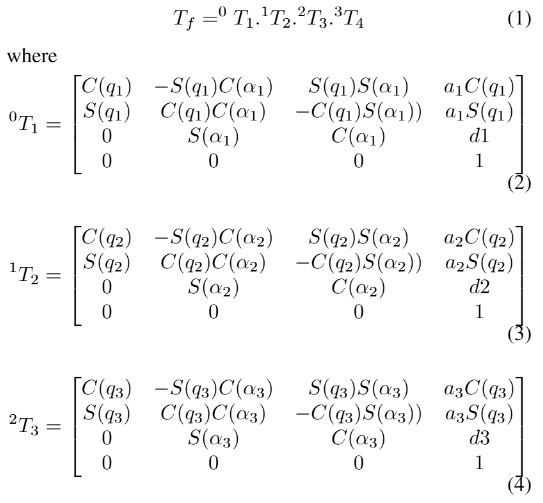 T_f =^0 T_1.^1T_2.^2T_3.^3T_4 (1)
where
^0T_1 = [C(q_1) −S(q_1)C(α_1) S(q_1)S(α_1) a_1C(q_1)
S(q_1) C(q_1)C(α_1) −C(q_1)S(α_1)) a_1S(q_1)
0 S(α_1) C(α_1) d1
0 0 0 1]
(2)
^1T_2 = [C(q_2) −S(q_2)C(α_2) S(q_2)S(α_2) a_2C(q_2)
S(q_2) C(q_2)C(α_2) −C(q_2)S(α_2)) a_2S(q_2)
0 S(α_2) C(α_2) d2
0 0 0 1]
(3)
^2T_3 = [C(q_3) −S(q_3)C(α_3) S(q_3)S(α_3) a_3C(q_3)
S(q_3) C(q_3)C(α_3) −C(q_3)S(α_3)) a_3S(q_3)
0 S(α_3) C(α_3) d3
0 0 0 1]
(4)